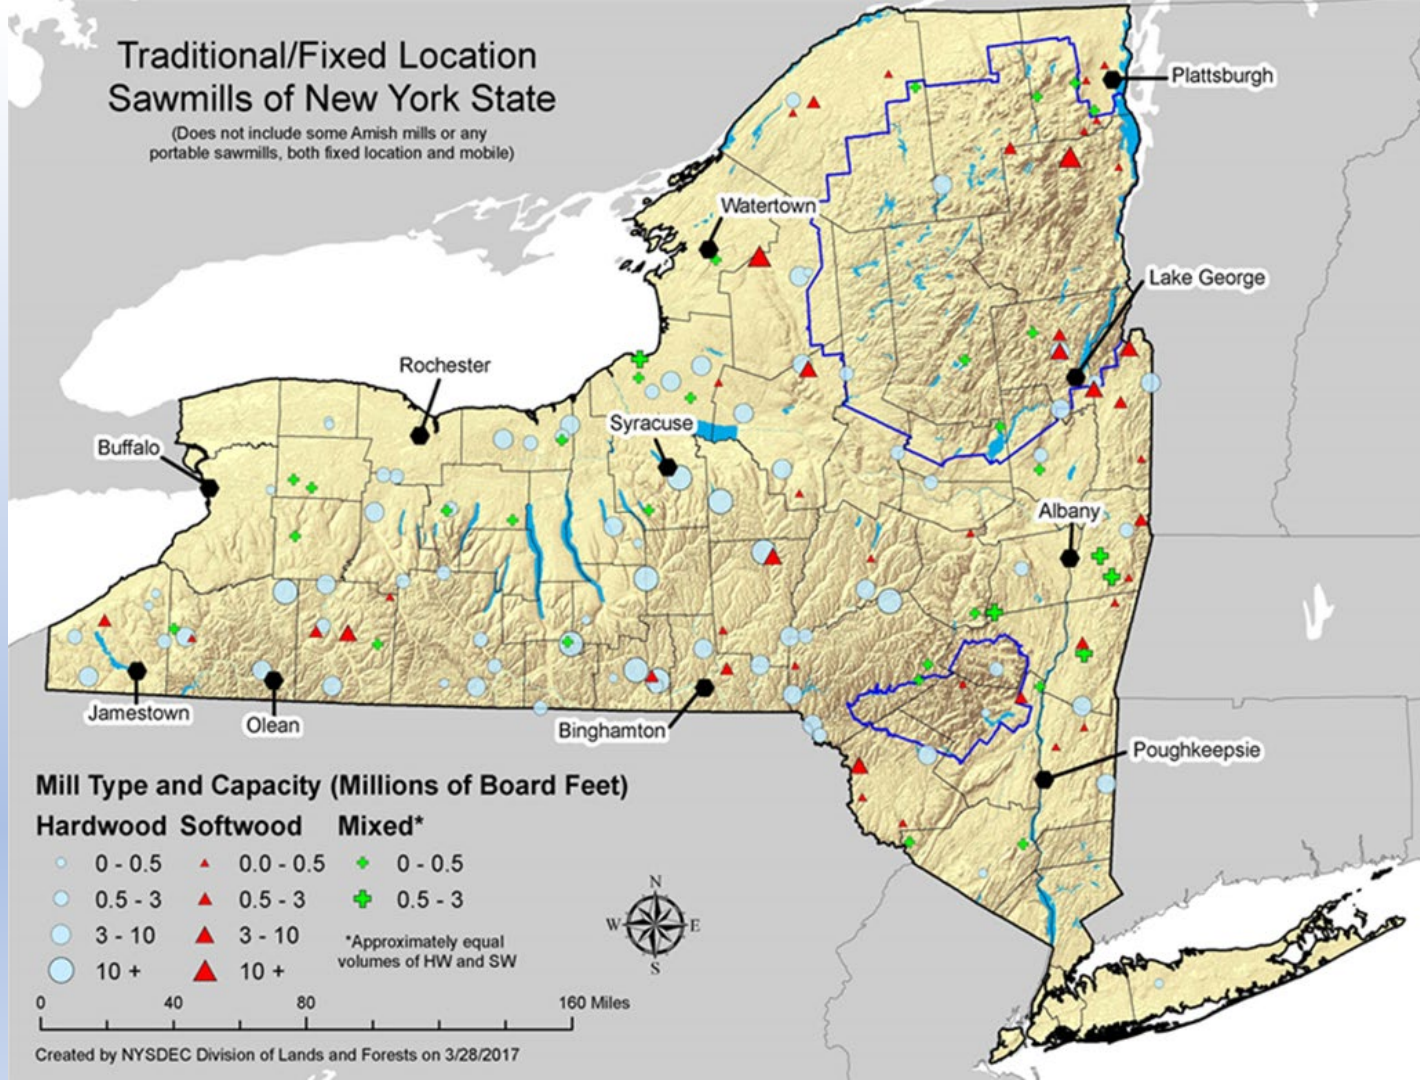 Traditional/Fixed Location
Sawmills of New York State
(Does not include some Amish mills or any
portable sawmills, both fixed location and mobile)
Plattsburgh
Watertown
Lake George
Rochester
Syracuse
Buffalo
Albany
Jamestown
Olean
Binghamton
Poughkeepsie
Mill Type and Capacity (Millions of Board Feet)
Hardwood Softwood Mixed*
0 - 0.5 0.0 - 0.5 0 - 0.5
0.5 - 3 0.5 - 3 0.5 - 3
3 - 10 3 - 10
10 + 10 +
*Approximately equal
volumes of HW and SW
N
W E
S
0 40 80 160 Miles
Created by NYSDEC Division of Lands and Forests on 3/28/2017